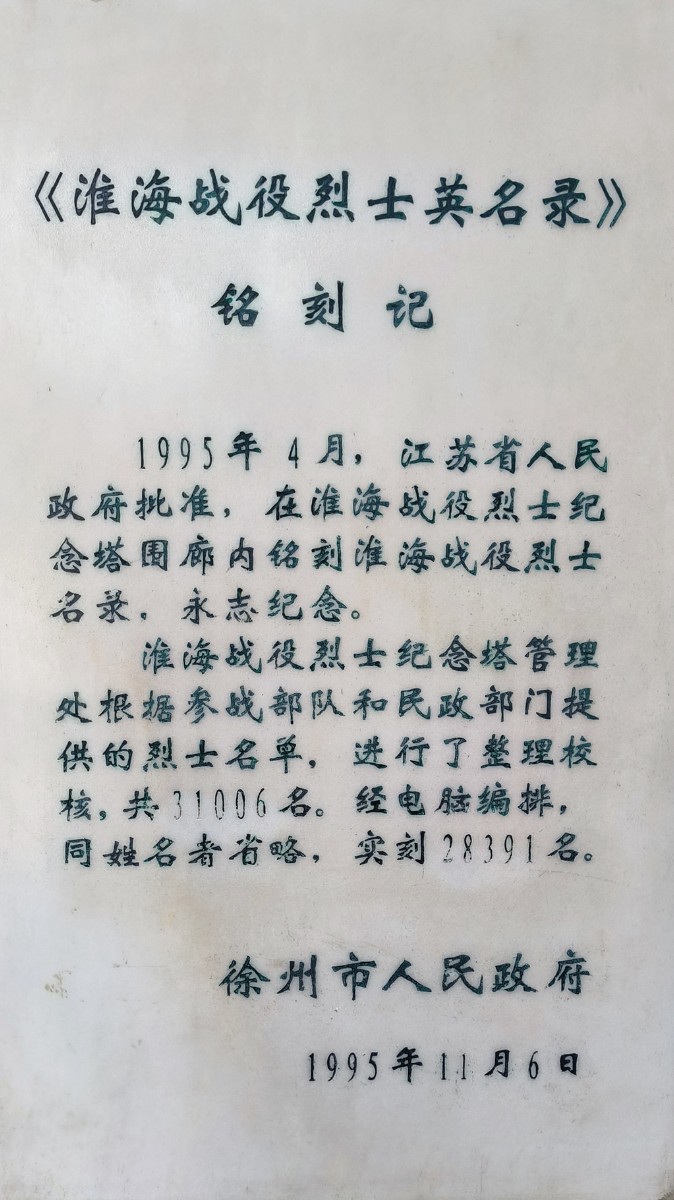 《淮海战役烈士英名录》
铭刻记
1995年4月，江苏省人民
政府批准，在淮海战役烈士纪
念塔围廊内铭刻淮海战役烈士
名录，永志纪念。
淮海战役烈士纪念塔管理
处根据参战部队和民政部门提
供的烈士名单，进行了整理校
核，共31006名。经电脑编排，
同姓名者省略，实刻28391名。
徐州市人民政府
1995年11月6日